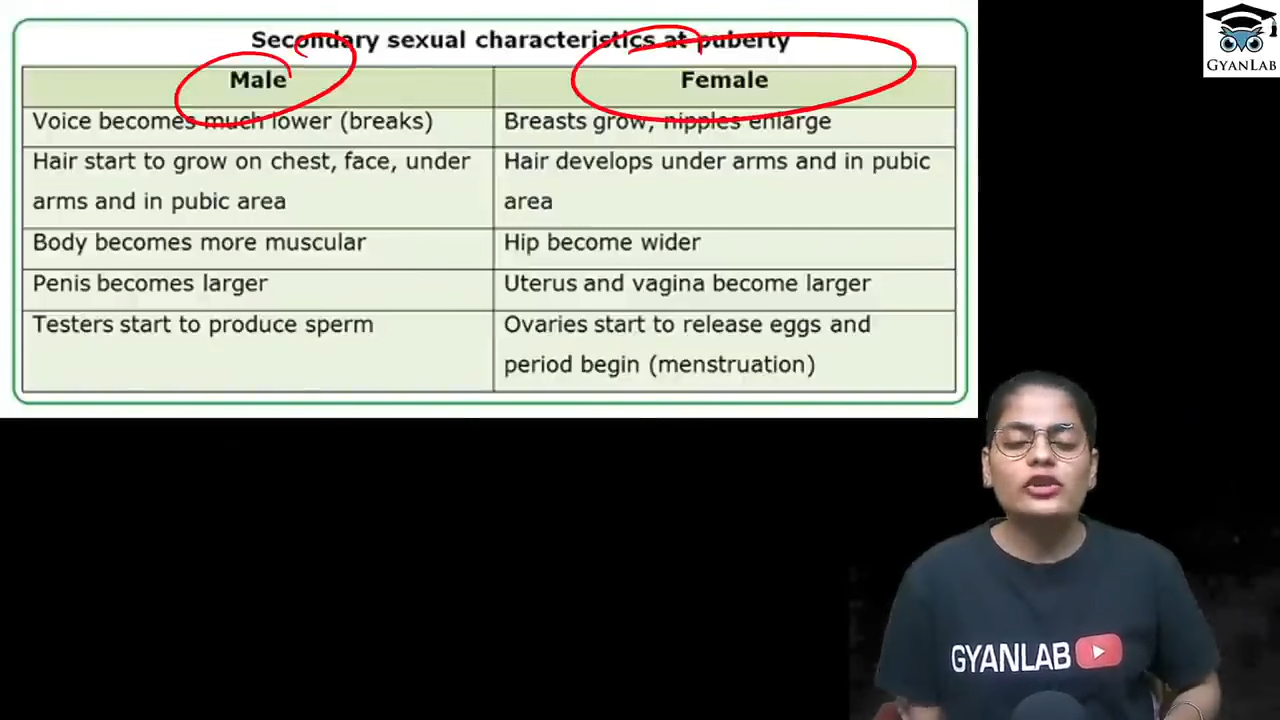 Secondary sexual characteristics at puberty
Male
Female
Voice becomes much lower (breaks)
Breasts grow, nipples enlarge
Hair start to grow on chest, face, under
arms and in pubic area
Hair develops under arms and in pubic
area
Body becomes more muscular
Hip become wider
Penis becomes larger
Uterus and vagina become larger
Testers start to produce sperm
Ovaries start to release eggs and
period begin (menstruation)
GYANLAB
GYANLAB